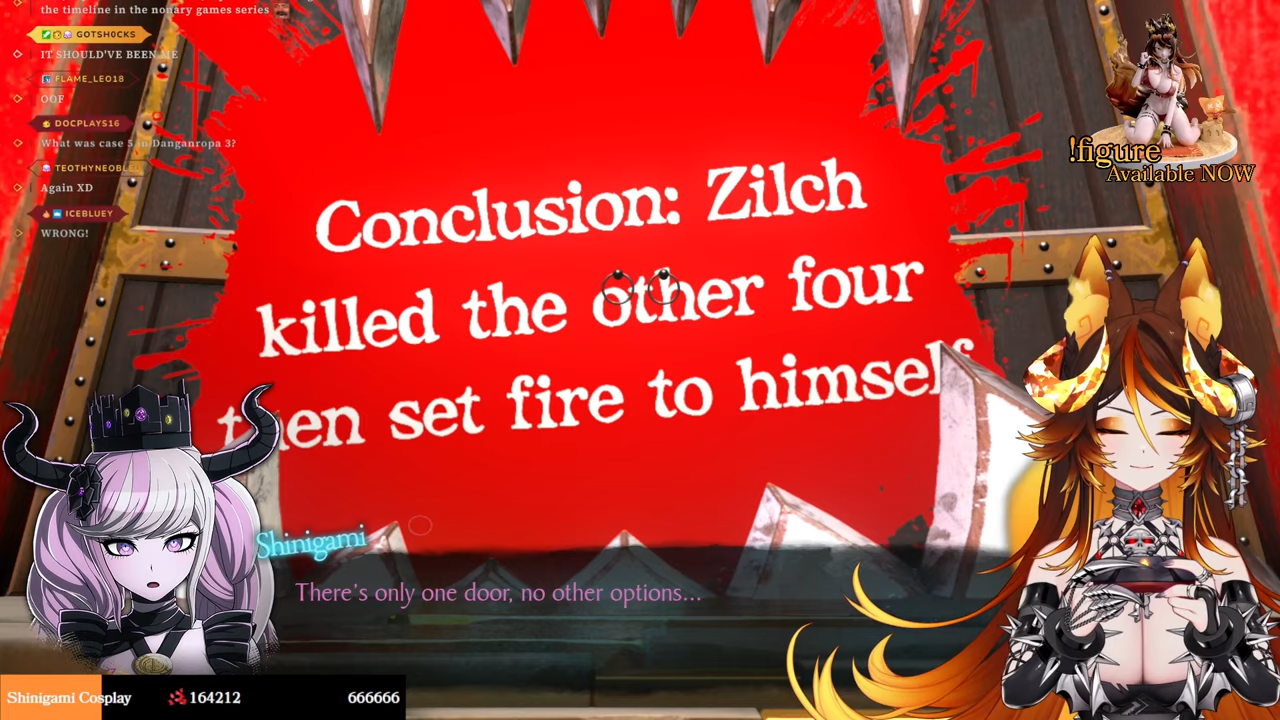 the timeline in the nonary games series
GOTSH0CKS
IT SHOULD'VE BEEN ME
FLAME_LEO18
OOF
DOCPLAYS16
What was case 5 in Danganropa 3?
Again XD
ICEBLUEY
WRONG!
!figure
Available NOW
Conclusion: Zilch
killed the other four
then set fire to himself
Shinigami
There's only one door, no other options...
Shinigami Cosplay
164212
666666